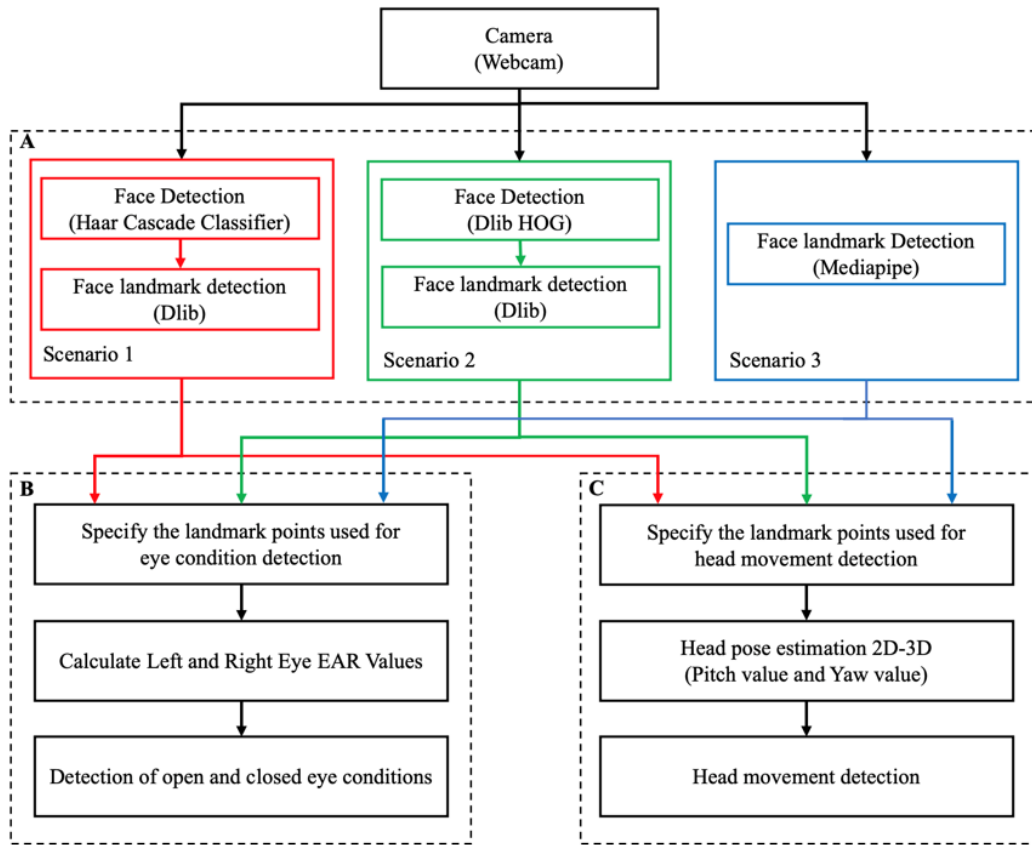 Camera
(Webcam)
A
Face Detection
(Haar Cascade Classifier)
Face landmark detection
(Dlib)
Scenario 1
Face Detection
(Dlib HOG)
Face landmark detection
(Dlib)
Scenario 2
Face landmark Detection
(Mediapipe)
Scenario 3
B
Specify the landmark points used for
eye condition detection
Calculate Left and Right Eye EAR Values
Detection of open and closed eye conditions
C
Specify the landmark points used for
head movement detection
Head pose estimation 2D-3D
(Pitch value and Yaw value)
Head movement detection